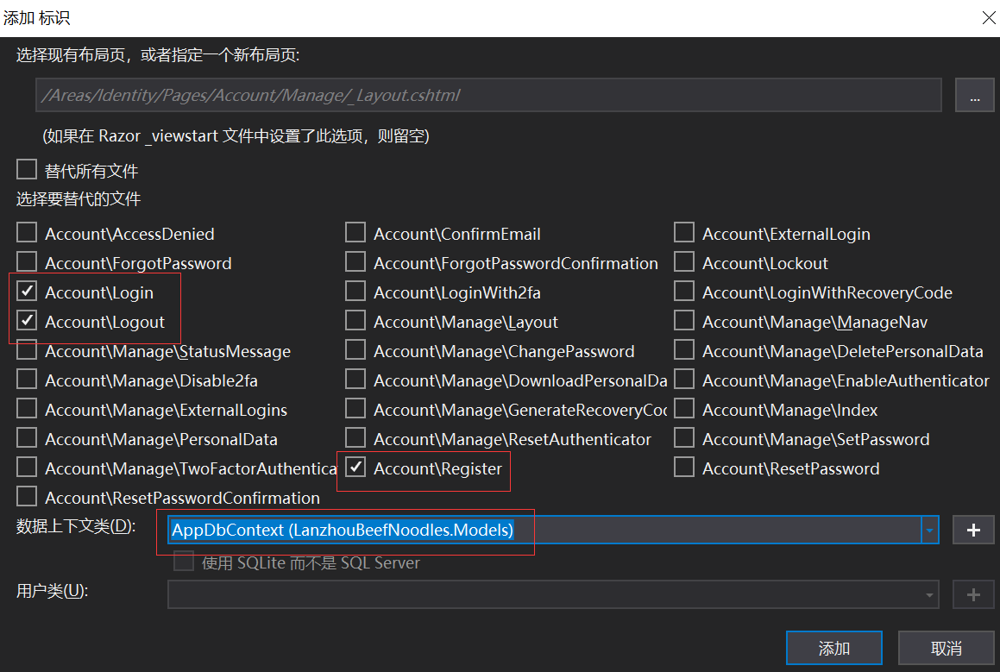 添加 标识
选择现有布局页，或者指定一个新布局页:
/Areas/Identity/Pages/Account/Manage/_Layout.cshtml
...
(如果在 Razor _viewstart 文件中设置了此选项，则留空)
替代所有文件
选择要替代的文件
Account\AccessDenied Account\ConfirmEmail Account\ExternalLogin
Account\ForgotPassword Account\ForgotPasswordConfirmation Account\Lockout
Account\Login Account\LoginWith2fa Account\LoginWithRecoveryCode
Account\Logout Account\Manage\Layout Account\Manage\ManageNav
Account\Manage\StatusMessage Account\Manage\ChangePassword Account\Manage\DeletePersonalData
Account\Manage\Disable2fa Account\Manage\DownloadPersonalDa Account\Manage\EnableAuthenticator
Account\Manage\ExternalLogins Account\Manage\GenerateRecoveryCod Account\Manage\Index
Account\Manage\PersonalData Account\Manage\ResetAuthenticator Account\Manage\SetPassword
Account\Manage\TwoFactorAuthentica Account\Register Account\ResetPassword
Account\ResetPasswordConfirmation
数据上下文类(D): AppDbContext (LanzhouBeefNoodles.Models)
使用 SQLite 而不是 SQL Server
用户类(U):
添加 取消